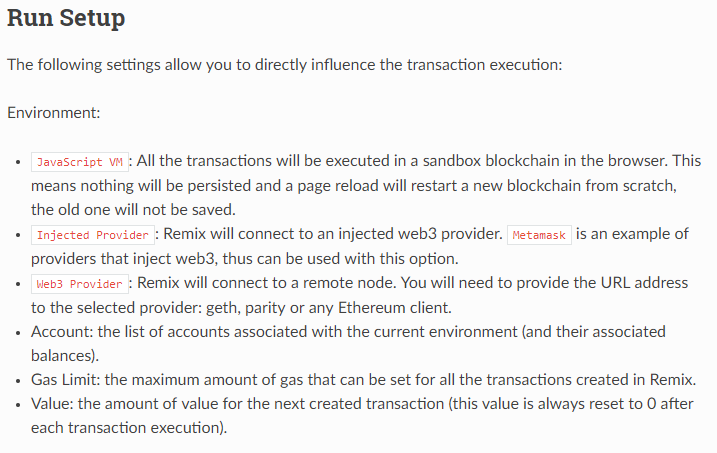 Run Setup
The following settings allow you to directly influence the transaction execution:
Environment:
• JavaScript VM : All the transactions will be executed in a sandbox blockchain in the browser. This
means nothing will be persisted and a page reload will restart a new blockchain from scratch,
the old one will not be saved.
• Injected Provider : Remix will connect to an injected web3 provider. Metamask is an example of
providers that inject web3, thus can be used with this option.
• Web3 Provider : Remix will connect to a remote node. You will need to provide the URL address
to the selected provider: geth, parity or any Ethereum client.
• Account: the list of accounts associated with the current environment (and their associated
balances).
• Gas Limit: the maximum amount of gas that can be set for all the transactions created in Remix.
• Value: the amount of value for the next created transaction (this value is always reset to 0 after
each transaction execution).